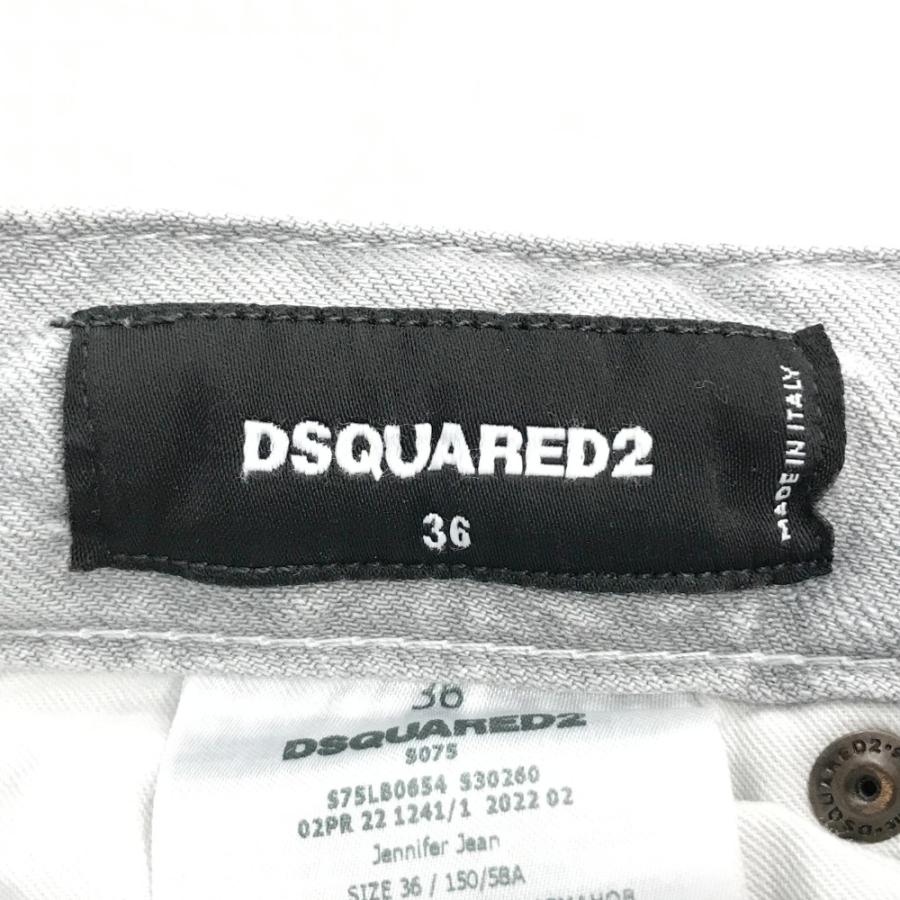 DSQUARED2
36
MADE IN ITALY
36
DSQUARED2
S075
S75LB0654 S30260
02PR 22 1241/1 2022 02
Jennifer Jean
SIZE 36 / 150/58A